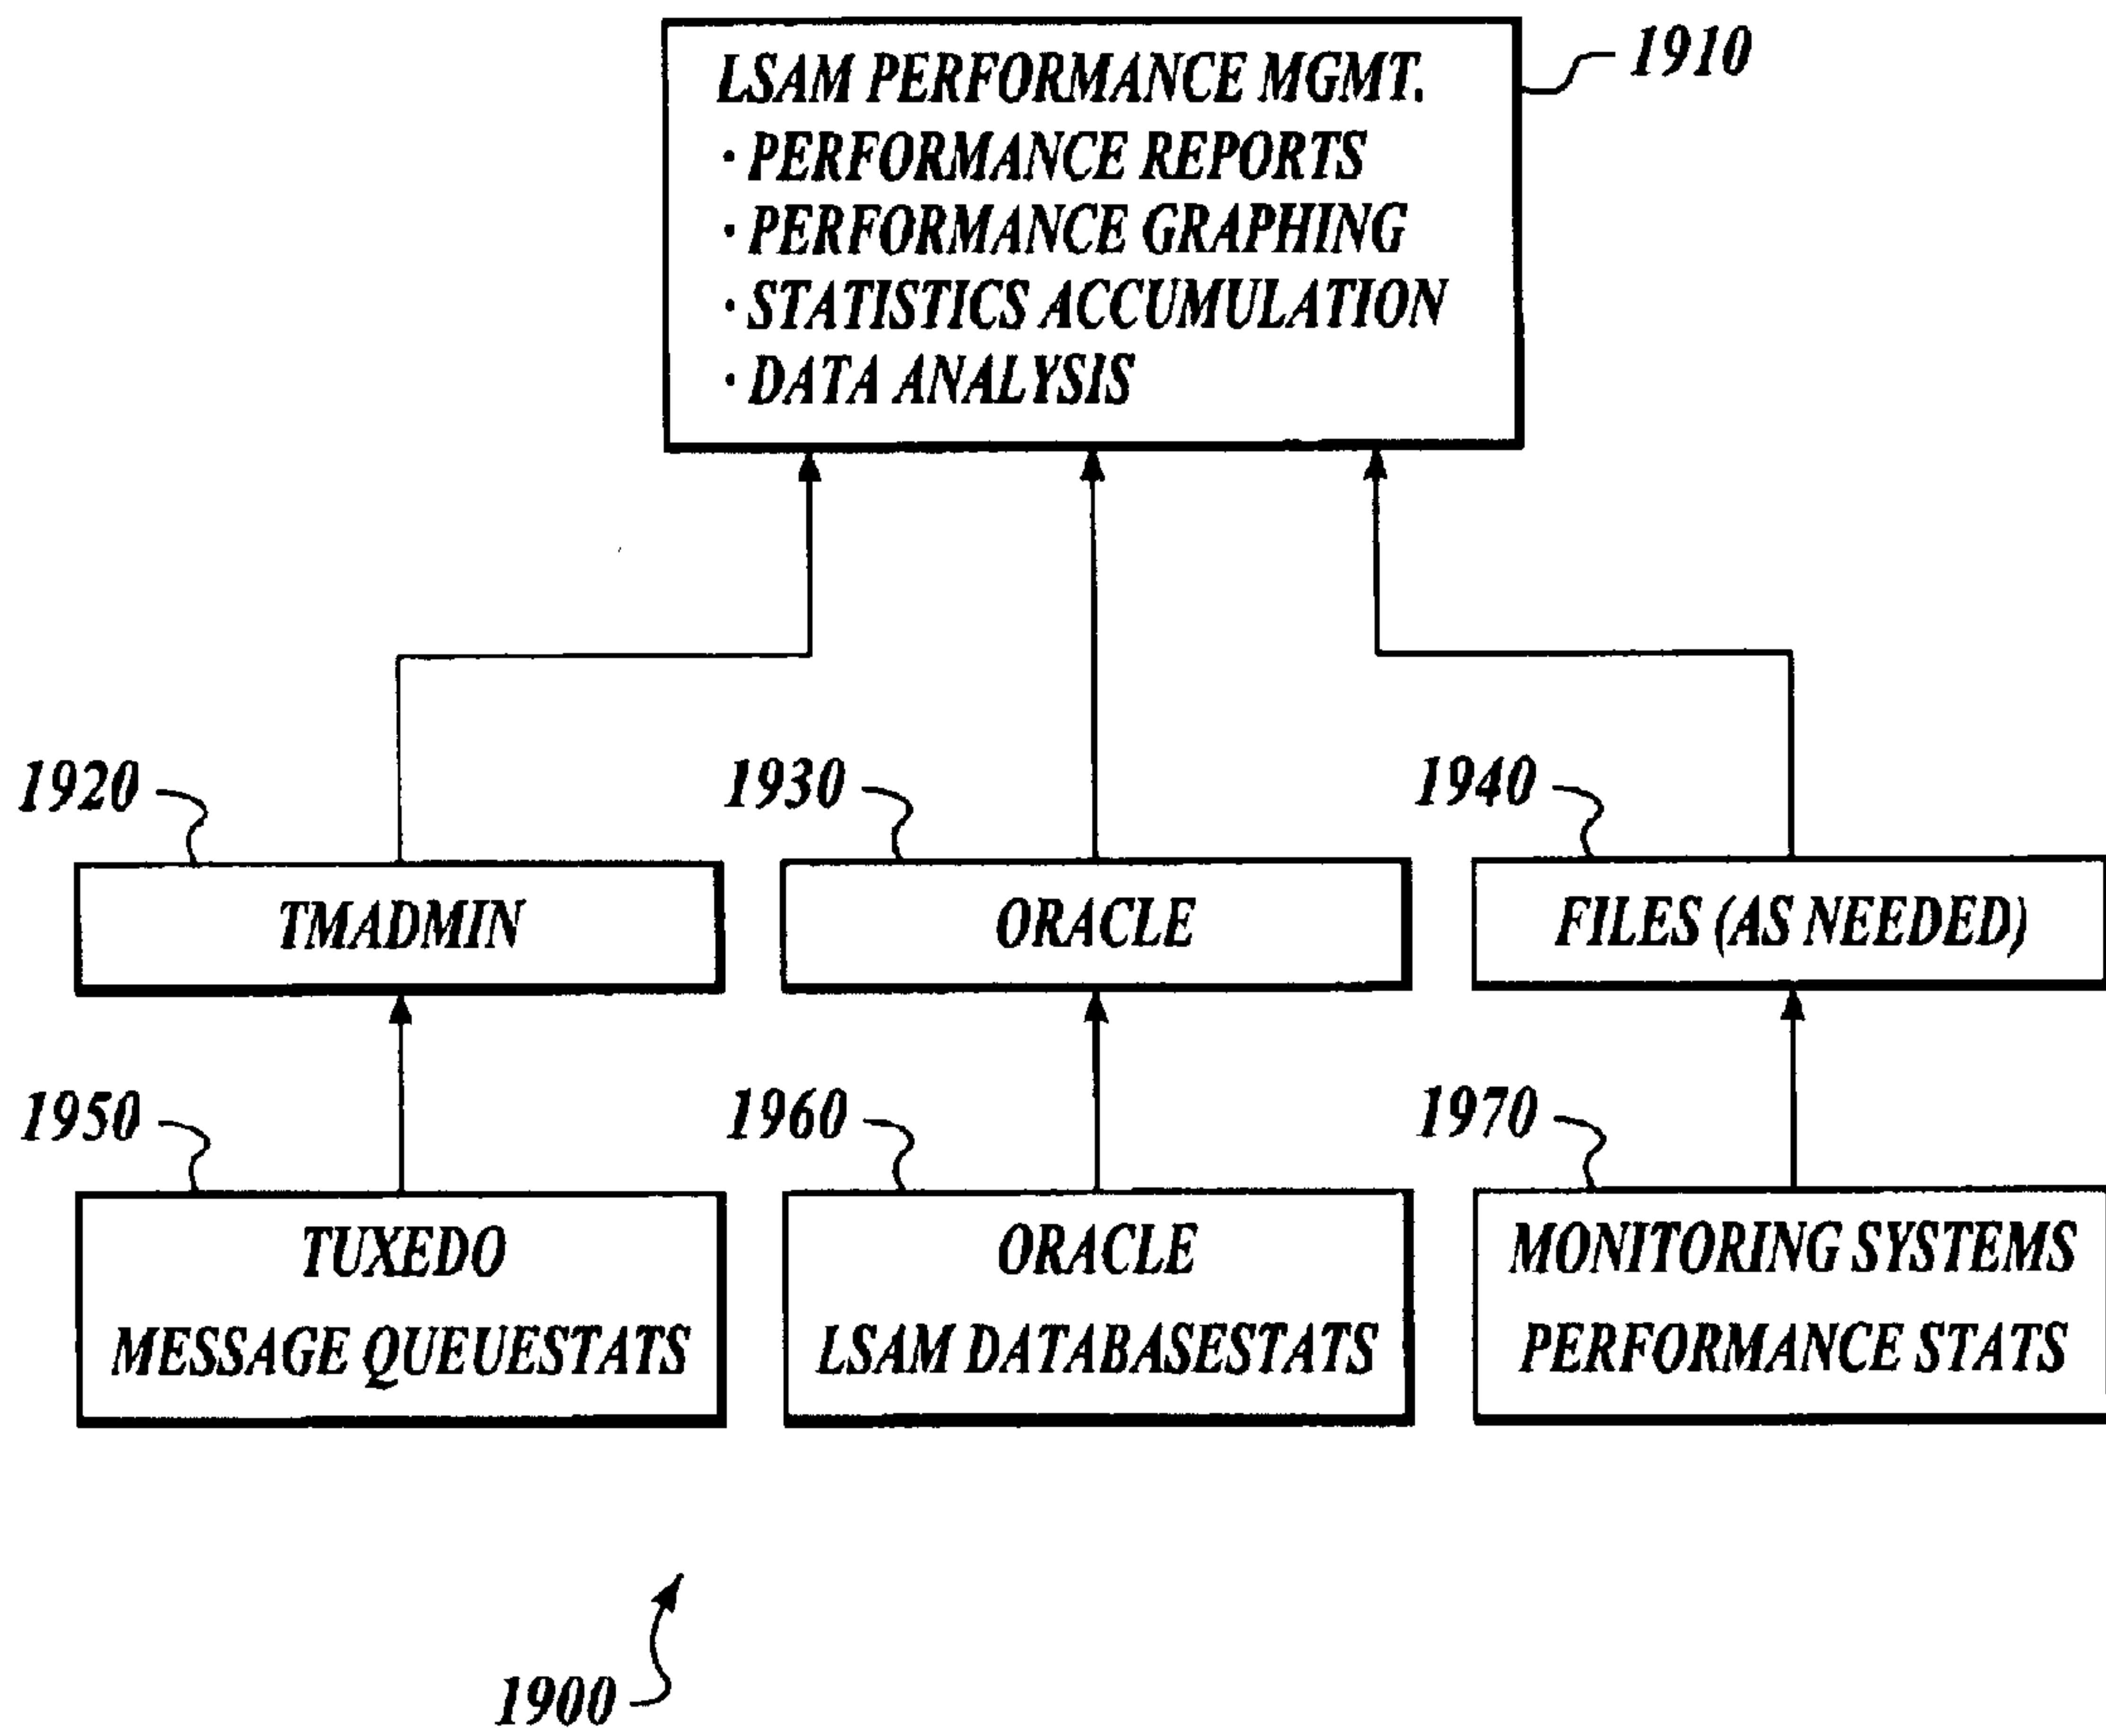 LSAM PERFORMANCE MGMT.
· PERFORMANCE REPORTS
· PERFORMANCE GRAPHING
· STATISTICS ACCUMULATION
· DATA ANALYSIS
1910
1920
1930
1940
TMADMIN
ORACLE
FILES (AS NEEDED)
1950
1960
1970
TUXEDO
MESSAGE QUEUESTATS
ORACLE
LSAM DATABASESTATS
MONITORING SYSTEMS
PERFORMANCE STATS
1900